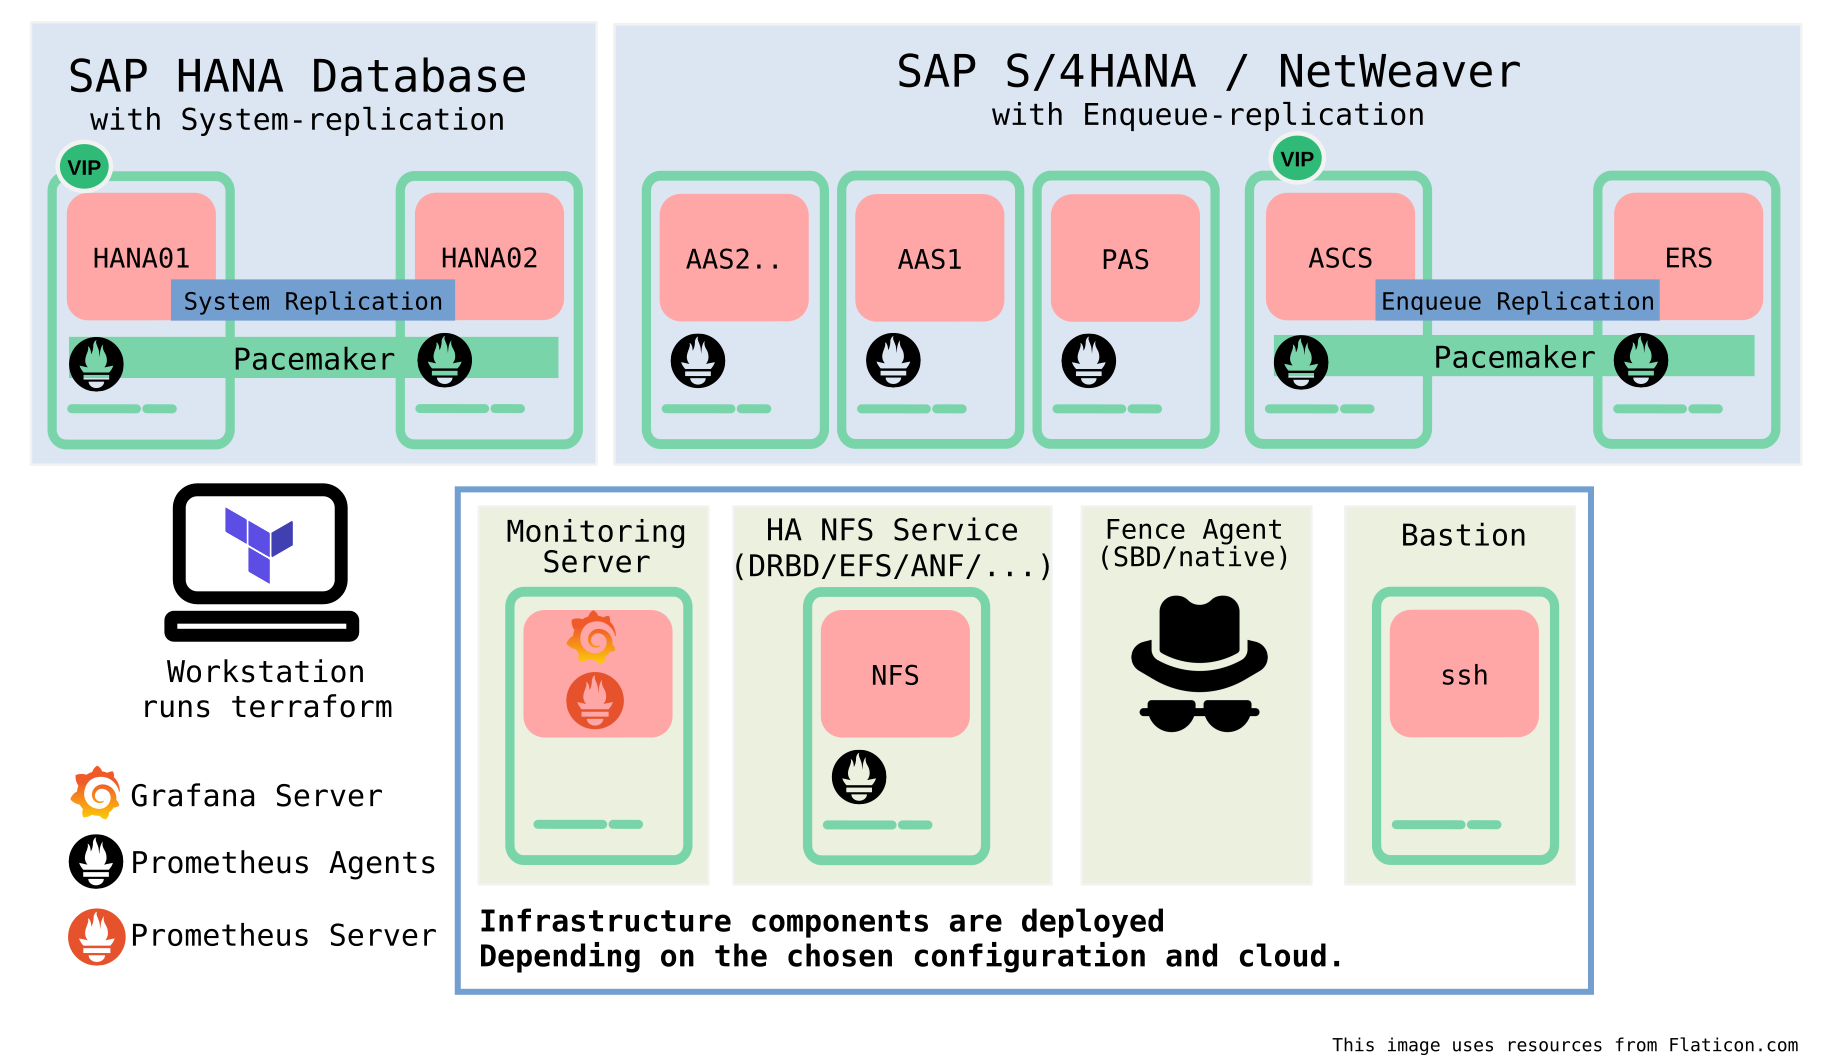 SAP HANA Database
with System-replication
VIP
HANA01
HANA02
System Replication
Pacemaker
SAP S/4HANA / NetWeaver
with Enqueue-replication
VIP
AAS2..
AAS1
PAS
ASCS
ERS
Enqueue Replication
Pacemaker
Workstation
runs terraform
Grafana Server
Prometheus Agents
Prometheus Server
Monitoring
Server
HA NFS Service
(DRBD/EFS/ANF/...)
NFS
Fence Agent
(SBD/native)
Bastion
ssh
Infrastructure components are deployed
Depending on the chosen configuration and cloud.
This image uses resources from Flaticon.com